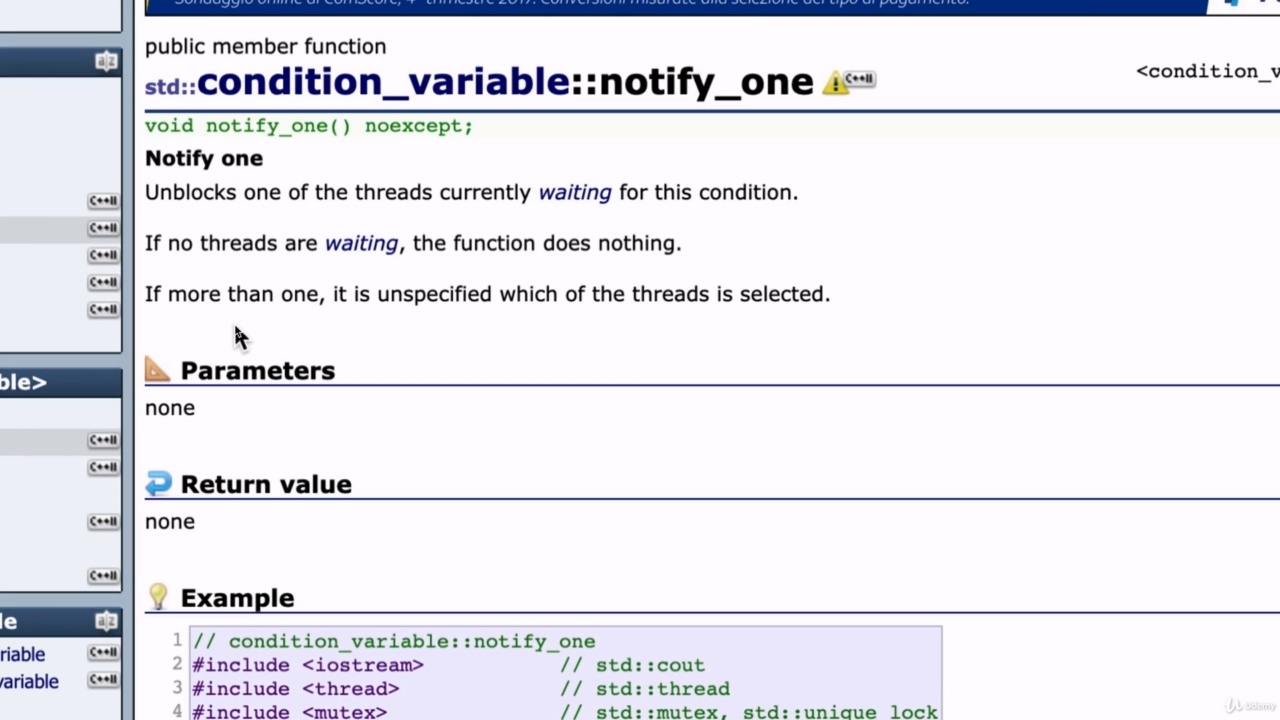 Sondaggio online di ComScore, 4° trimestre 2017. Conversioni misurate alla selezione del tipo di pagamento.
public member function
std::condition_variable::notify_one C++11
<condition_v
void notify_one() noexcept;
Notify one
Unblocks one of the threads currently waiting for this condition.
If no threads are waiting, the function does nothing.
If more than one, it is unspecified which of the threads is selected.
Parameters
none
Return value
none
Example
1 // condition_variable::notify_one
2 #include <iostream> // std::cout
3 #include <thread> // std::thread
4 #include <mutex> // std::mutex, std::unique_lock
a|z
C++11
C++11
C++11
C++11
C++11
ble>
C++11
C++11
C++11
C++11
le a|z
riable C++11
variable C++11
Udemy